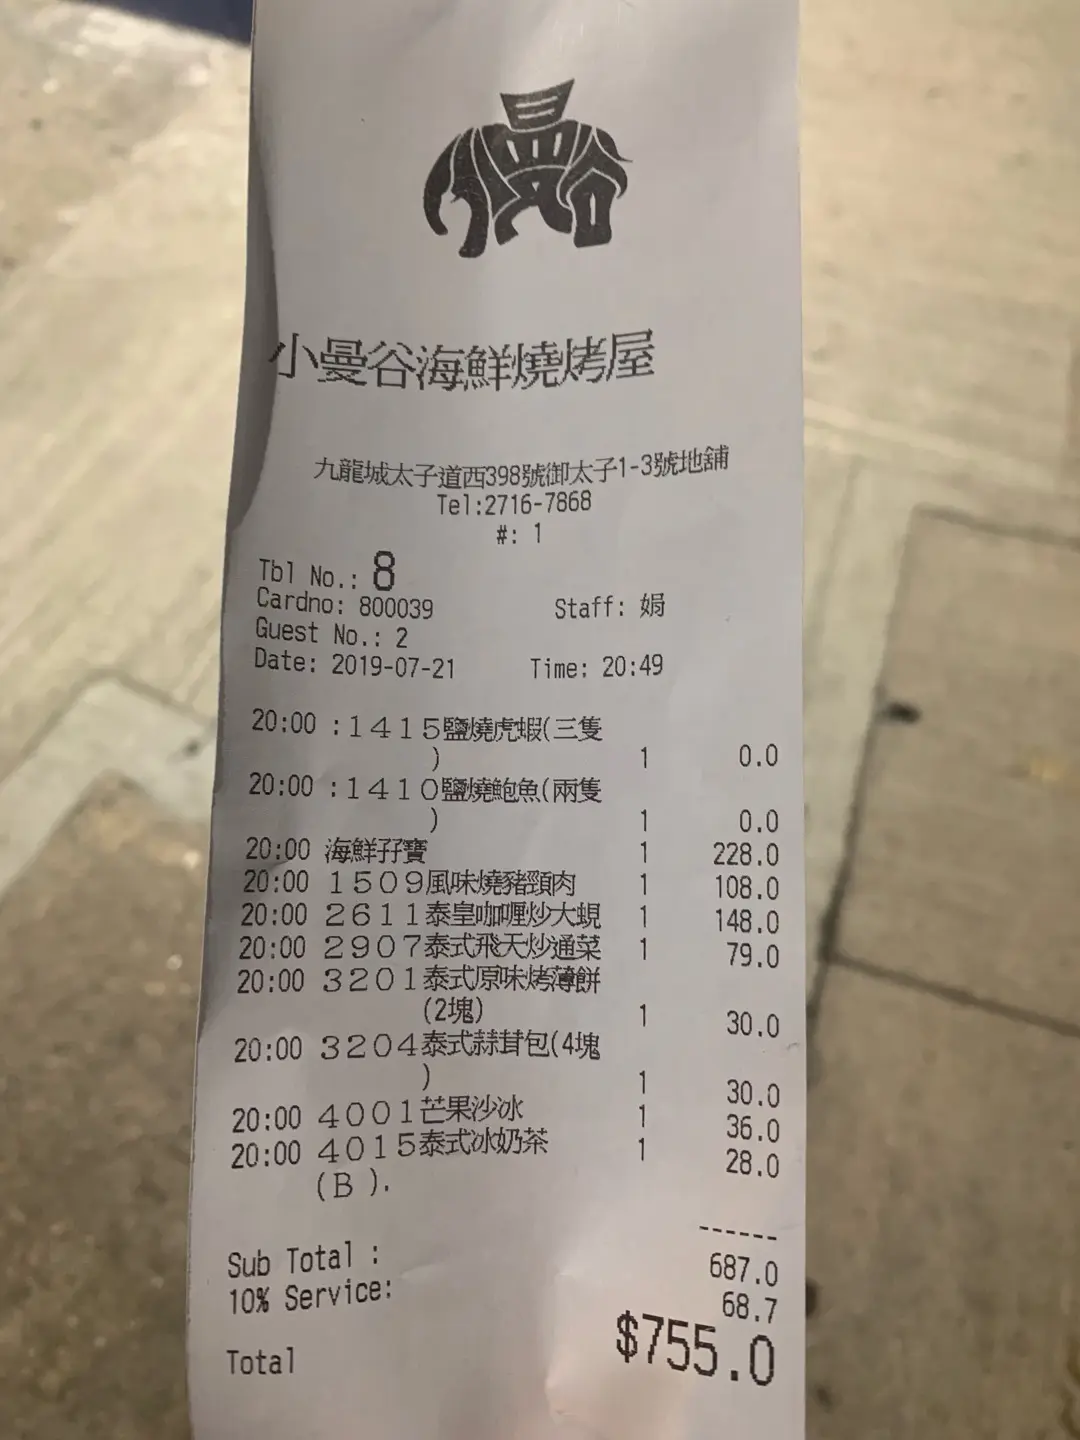 小曼谷
小曼谷海鮮燒烤屋
九龍城太子道西398號御太子1-3號地舖
Tel:2716-7868
#: 1
Tbl No.: 8
Cardno: 800039 Staff: 娟
Guest No.: 2
Date: 2019-07-21 Time: 20:49
20:00 :1415鹽燒虎蝦(三隻
) 1 0.0
20:00 :1410鹽燒鮑魚(兩隻
) 1 0.0
20:00 海鮮孖寶 1 228.0
20:00 1509風味燒豬頸肉 1 108.0
20:00 2611泰皇咖喱炒大蜆 1 148.0
20:00 2907泰式飛天炒通菜 1 79.0
20:00 3201泰式原味烤薄餅
(2塊) 1 30.0
20:00 3204泰式蒜茸包(4塊
) 1 30.0
20:00 4001芒果沙冰 1 36.0
20:00 4015泰式冰奶茶 1 28.0
(B ).
------
Sub Total : 687.0
10% Service: 68.7
Total $755.0